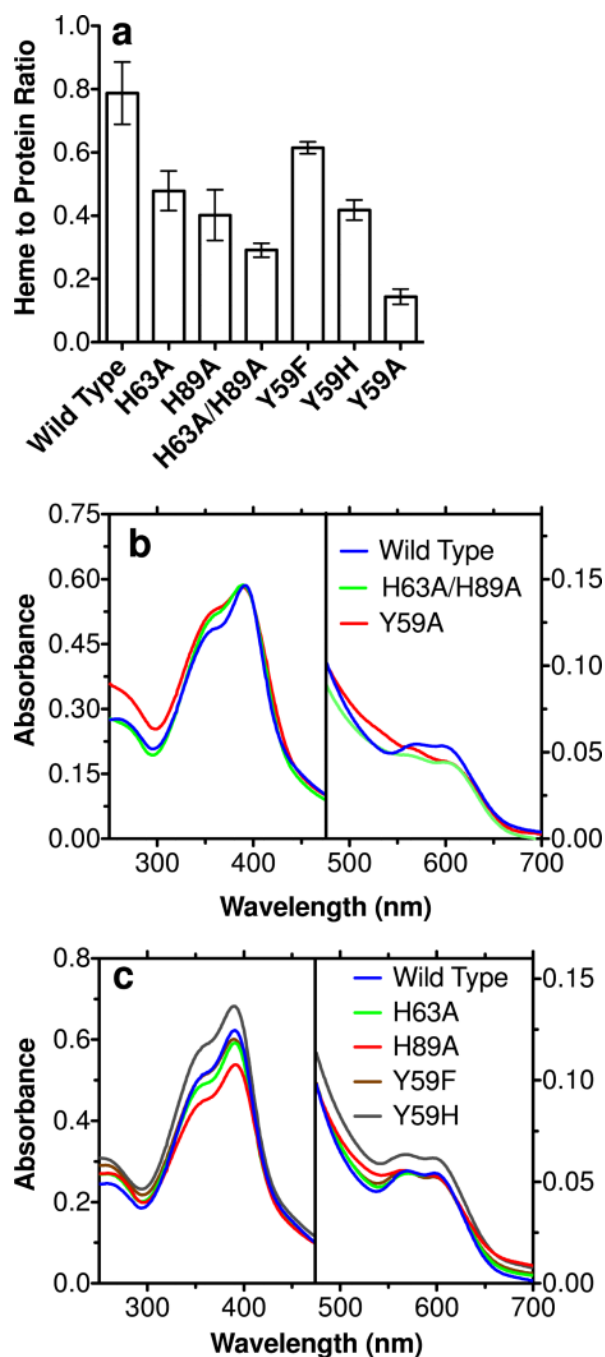 a
Heme to Protein Ratio
1.0
0.8
0.6
0.4
0.2
0.0
Wild Type
H63A
H89A
H63A/H89A
Y59F
Y59H
Y59A
b
Absorbance
0.75
0.60
0.45
0.30
0.15
0.00
Wild Type
H63A/H89A
Y59A
0.15
0.10
0.05
0.00
300 400 500 600 700
Wavelength (nm)
c
Absorbance
0.8
0.6
0.4
0.2
0.0
Wild Type
H63A
H89A
Y59F
Y59H
0.15
0.10
0.05
0.00
300 400 500 600 700
Wavelength (nm)